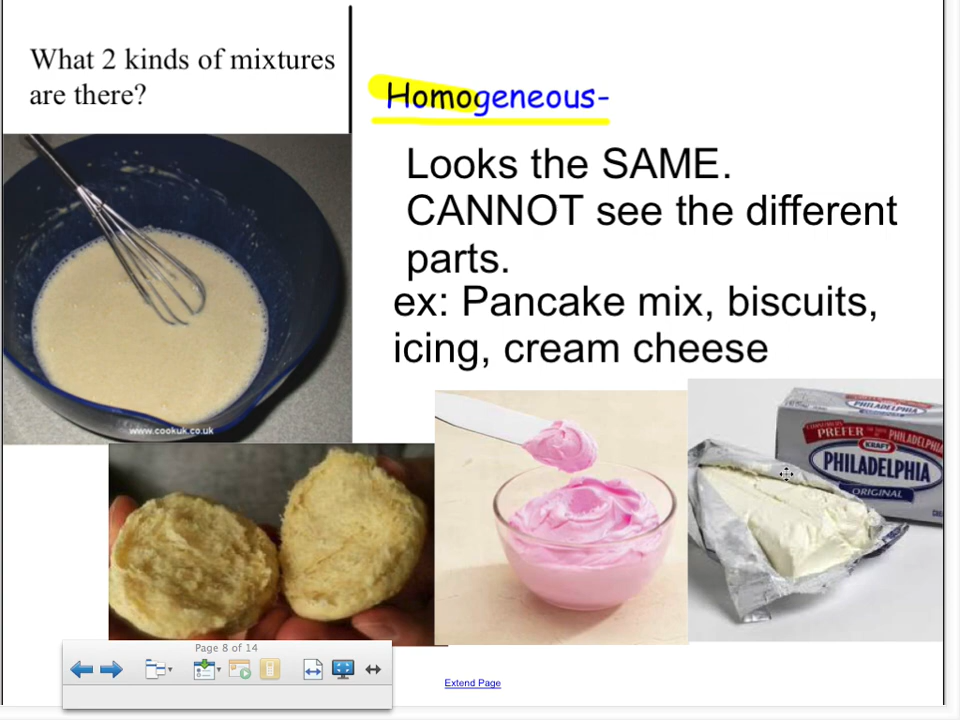 What 2 kinds of mixtures
are there?
Homogeneous-
Looks the SAME.
CANNOT see the different
parts.
ex: Pancake mix, biscuits,
icing, cream cheese
www.cookuk.co.uk
PHILADELPHIA
PREFER
PHILADELPHIA
KRAFT
PHILADELPHIA
ORIGINAL
Page 8 of 14
Extend Page